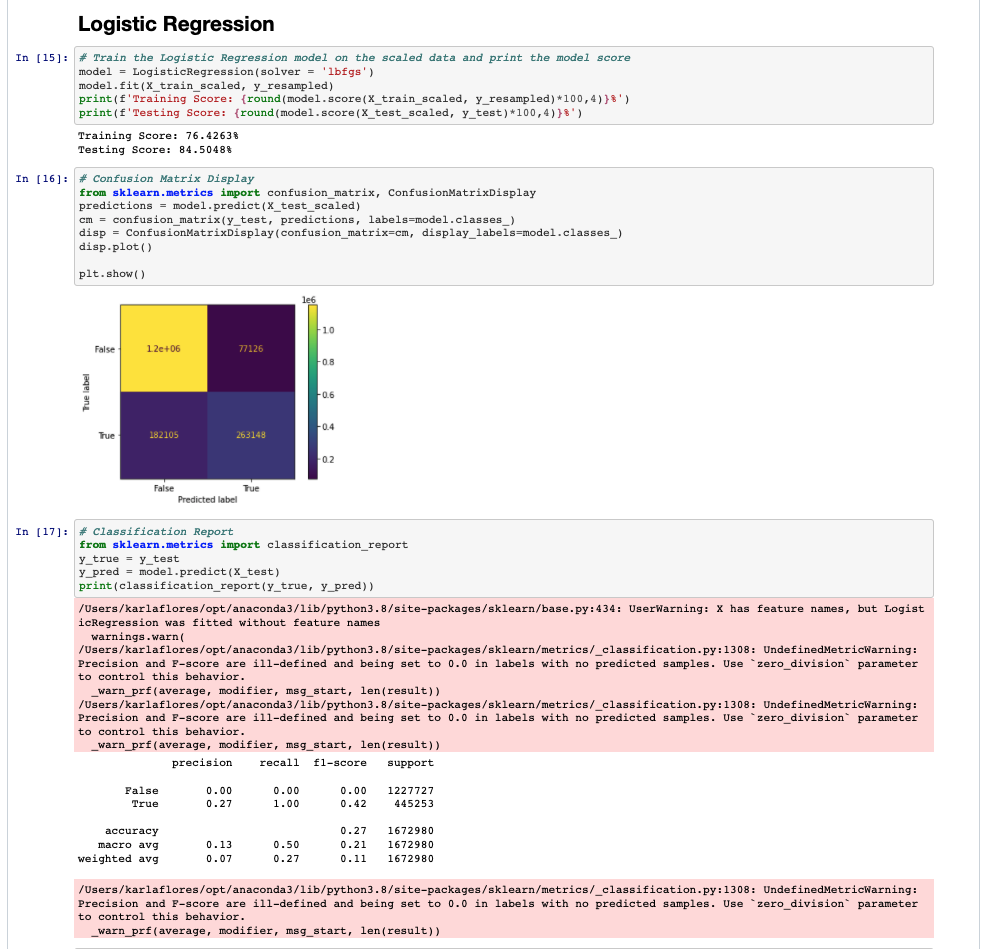 Logistic Regression
In [15]:
# Train the Logistic Regression model on the scaled data and print the model score
model = LogisticRegression(solver = 'lbfgs')
model.fit(X_train_scaled, y_resampled)
print(f'Training Score: {round(model.score(X_train_scaled, y_resampled)*100,4)}%')
print(f'Testing Score: {round(model.score(X_test_scaled, y_test)*100,4)}%')
Training Score: 76.4263%
Testing Score: 84.5048%
In [16]:
# Confusion Matrix Display
from sklearn.metrics import confusion_matrix, ConfusionMatrixDisplay
predictions = model.predict(X_test_scaled)
cm = confusion_matrix(y_test, predictions, labels=model.classes_)
disp = ConfusionMatrixDisplay(confusion_matrix=cm, display_labels=model.classes_)
disp.plot()
plt.show()
1e6
1.0
0.8
0.6
0.4
0.2
True label
False
1.2e+06 77126
True
182105 263148
False True
Predicted label
In [17]:
# Classification Report
from sklearn.metrics import classification_report
y_true = y_test
y_pred = model.predict(X_test)
print(classification_report(y_true, y_pred))
/Users/karlaflores/opt/anaconda3/lib/python3.8/site-packages/sklearn/base.py:434: UserWarning: X has feature names, but Logist
icRegression was fitted without feature names
warnings.warn(
/Users/karlaflores/opt/anaconda3/lib/python3.8/site-packages/sklearn/metrics/_classification.py:1308: UndefinedMetricWarning:
Precision and F-score are ill-defined and being set to 0.0 in labels with no predicted samples. Use `zero_division` parameter
to control this behavior.
_warn_prf(average, modifier, msg_start, len(result))
/Users/karlaflores/opt/anaconda3/lib/python3.8/site-packages/sklearn/metrics/_classification.py:1308: UndefinedMetricWarning:
Precision and F-score are ill-defined and being set to 0.0 in labels with no predicted samples. Use `zero_division` parameter
to control this behavior.
_warn_prf(average, modifier, msg_start, len(result))
precision recall f1-score support
False 0.00 0.00 0.00 1227727
True 0.27 1.00 0.42 445253
accuracy 0.27 1672980
macro avg 0.13 0.50 0.21 1672980
weighted avg 0.07 0.27 0.11 1672980
/Users/karlaflores/opt/anaconda3/lib/python3.8/site-packages/sklearn/metrics/_classification.py:1308: UndefinedMetricWarning:
Precision and F-score are ill-defined and being set to 0.0 in labels with no predicted samples. Use `zero_division` parameter
to control this behavior.
_warn_prf(average, modifier, msg_start, len(result))